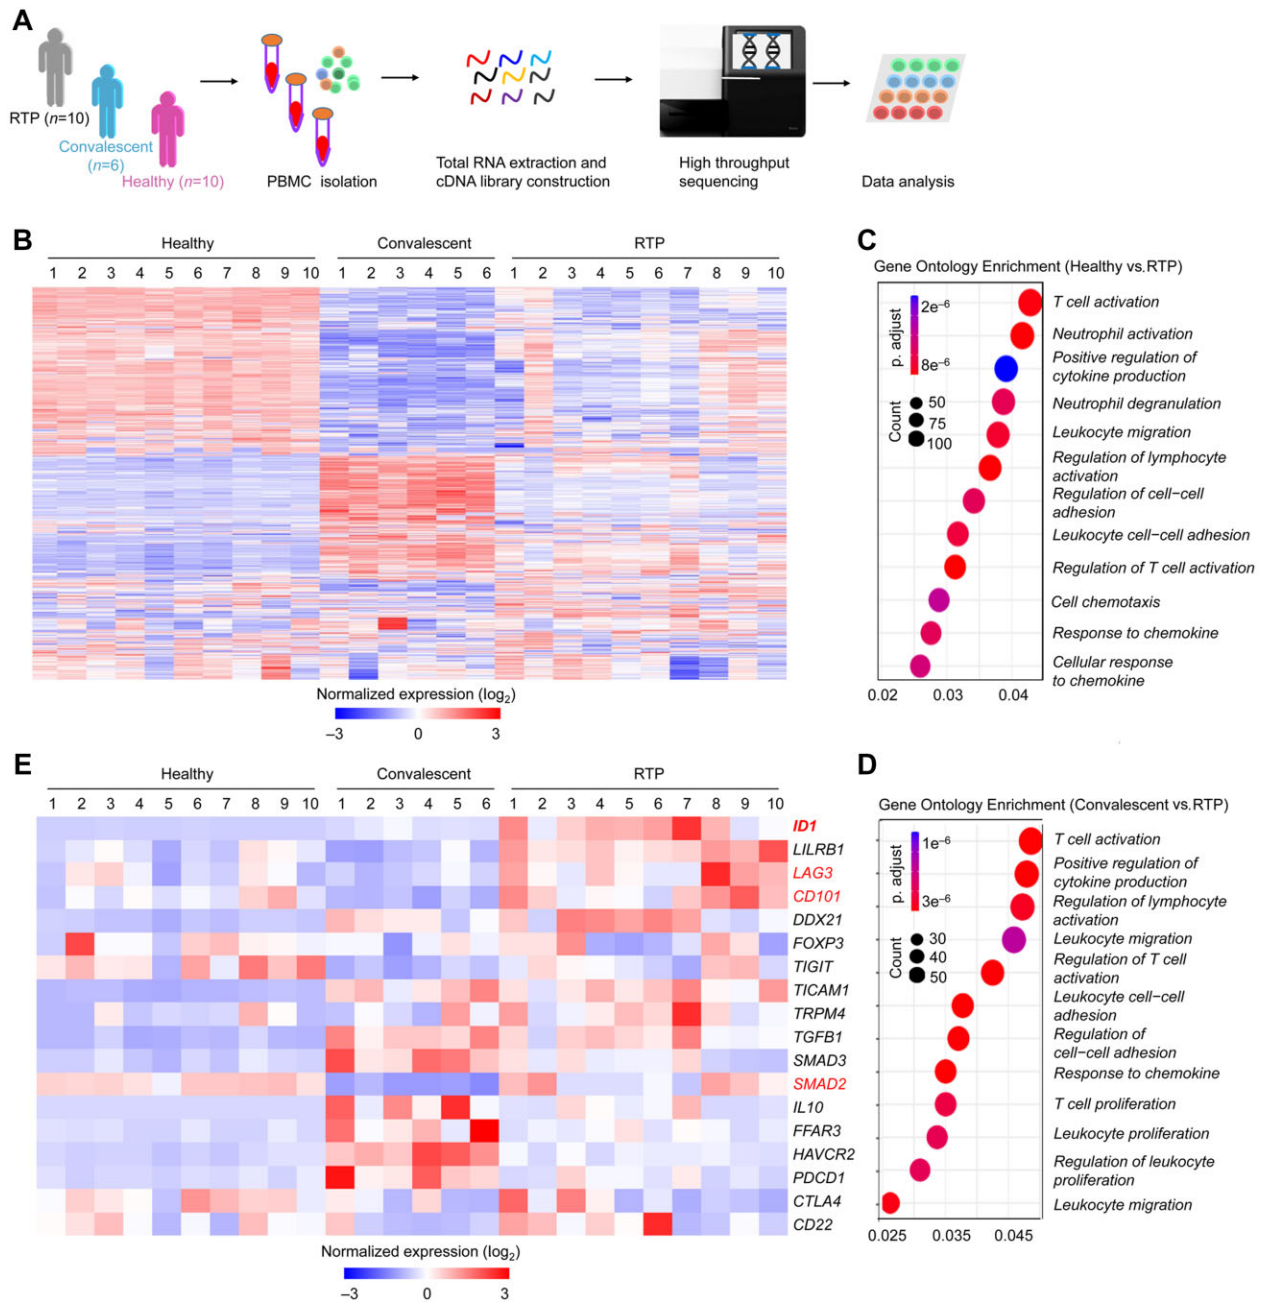 A
RTP (n=10)
Convalescent
(n=6)
Healthy (n=10)
PBMC isolation
Total RNA extraction and
cDNA library construction
High throughput
sequencing
Data analysis
B
Healthy Convalescent RTP
1 2 3 4 5 6 7 8 9 10 1 2 3 4 5 6 1 2 3 4 5 6 7 8 9 10
Normalized expression (log2)
−3 0 3
C
Gene Ontology Enrichment (Healthy vs.RTP)
p. adjust
2e−6
8e−6
Count
50
75
100
T cell activation
Neutrophil activation
Positive regulation of
cytokine production
Neutrophil degranulation
Leukocyte migration
Regulation of lymphocyte
activation
Regulation of cell−cell
adhesion
Leukocyte cell−cell adhesion
Regulation of T cell activation
Cell chemotaxis
Response to chemokine
Cellular response
to chemokine
0.02 0.03 0.04
E
Healthy Convalescent RTP
1 2 3 4 5 6 7 8 9 10 1 2 3 4 5 6 1 2 3 4 5 6 7 8 9 10
ID1
LILRB1
LAG3
CD101
DDX21
FOXP3
TIGIT
TICAM1
TRPM4
TGFB1
SMAD3
SMAD2
IL10
FFAR3
HAVCR2
PDCD1
CTLA4
CD22
Normalized expression (log2)
−3 0 3
D
Gene Ontology Enrichment (Convalescent vs.RTP)
p. adjust
1e−6
3e−6
Count
30
40
50
T cell activation
Positive regulation of
cytokine production
Regulation of lymphocyte
activation
Leukocyte migration
Regulation of T cell
activation
Leukocyte cell−cell
adhesion
Regulation of
cell−cell adhesion
Response to chemokine
T cell proliferation
Leukocyte proliferation
Regulation of leukocyte
proliferation
Leukocyte migration
0.025 0.035 0.045